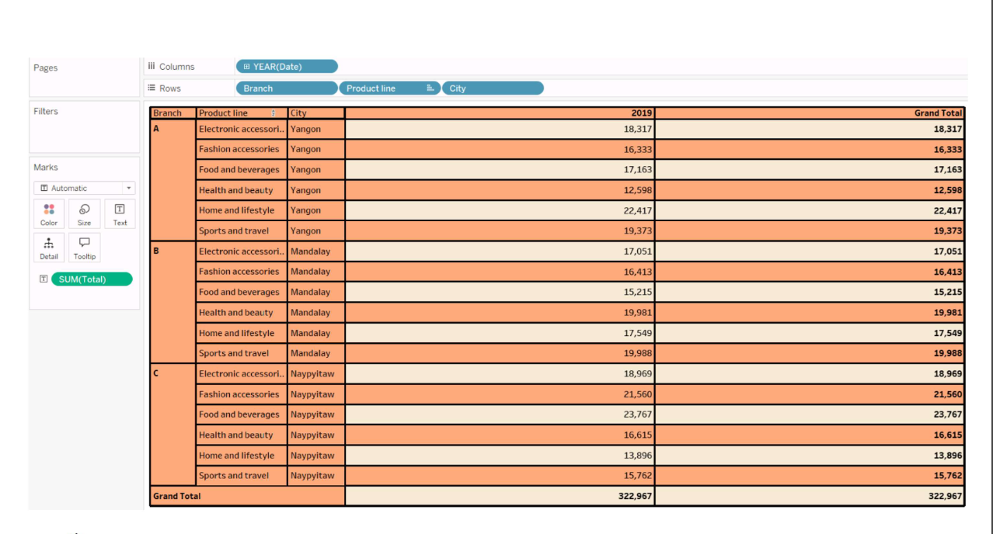 Pages
Columns YEAR(Date)
Rows Branch Product line City
Filters
Marks
Automatic
Color Size Text
Detail Tooltip
SUM(Total)
Branch Product line City 2019 Grand Total
A Electronic accessori.. Yangon 18,317 18,317
Fashion accessories Yangon 16,333 16,333
Food and beverages Yangon 17,163 17,163
Health and beauty Yangon 12,598 12,598
Home and lifestyle Yangon 22,417 22,417
Sports and travel Yangon 19,373 19,373
B Electronic accessori.. Mandalay 17,051 17,051
Fashion accessories Mandalay 16,413 16,413
Food and beverages Mandalay 15,215 15,215
Health and beauty Mandalay 19,981 19,981
Home and lifestyle Mandalay 17,549 17,549
Sports and travel Mandalay 19,988 19,988
C Electronic accessori.. Naypyitaw 18,969 18,969
Fashion accessories Naypyitaw 21,560 21,560
Food and beverages Naypyitaw 23,767 23,767
Health and beauty Naypyitaw 16,615 16,615
Home and lifestyle Naypyitaw 13,896 13,896
Sports and travel Naypyitaw 15,762 15,762
Grand Total 322,967 322,967